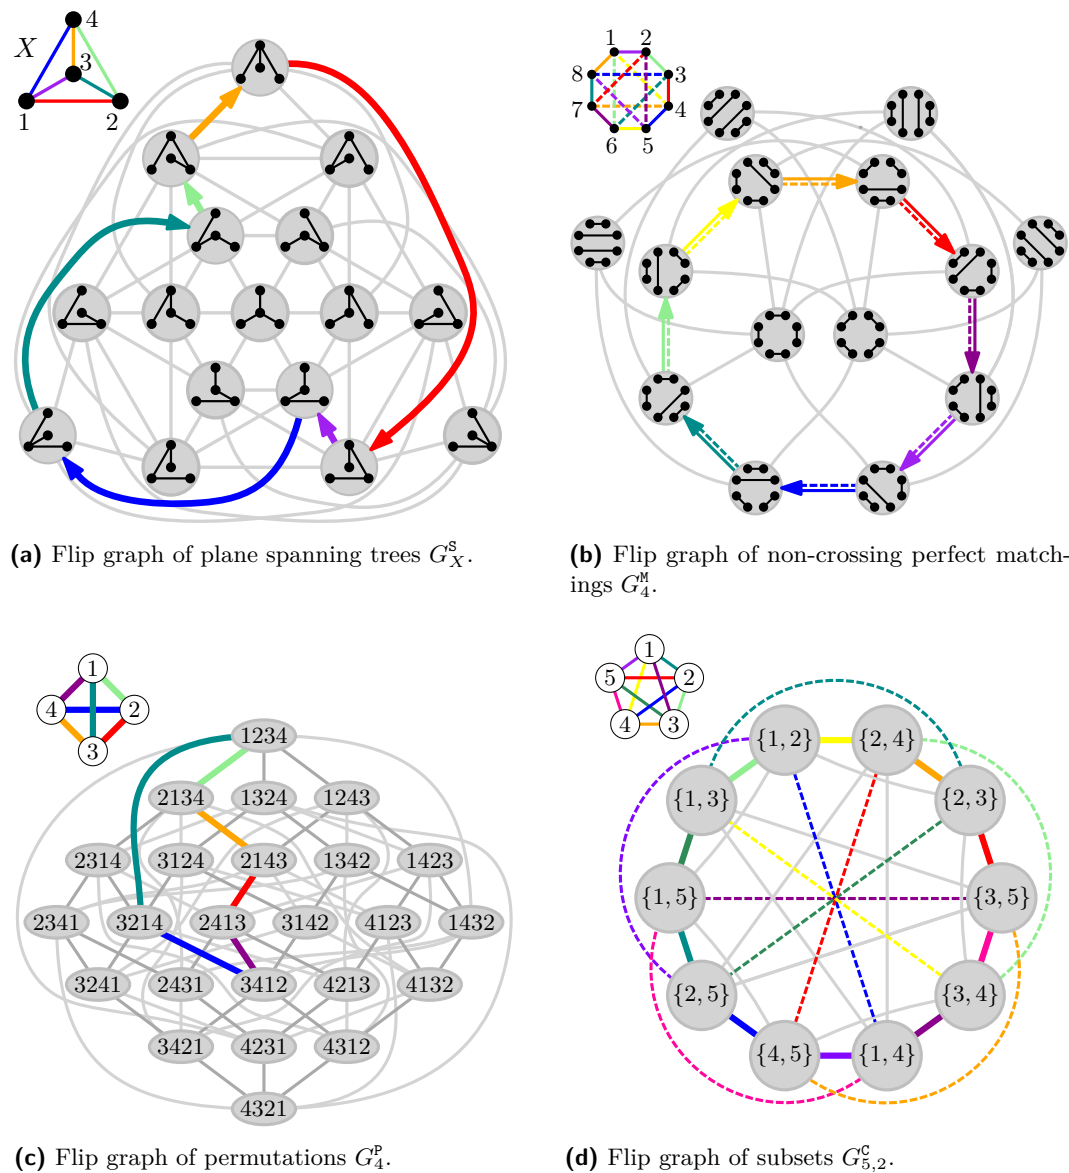 4
X
3
1
2
(a) Flip graph of plane spanning trees G_X^S.
1 2
8 3
7 4
6 5
(b) Flip graph of non-crossing perfect match-
ings G_4^M.
1
4 2
3
1234
2134 1324 1243
2314 3124 2143 1342 1423
2341 3214 2413 3142 4123 1432
3241 2431 3412 4213 4132
3421 4231 4312
4321
(c) Flip graph of permutations G_4^P.
1
5 2
4 3
{1, 2} {2, 4}
{1, 3} {2, 3}
{1, 5} {3, 5}
{2, 5} {3, 4}
{4, 5} {1, 4}
(d) Flip graph of subsets G_{5,2}^C.